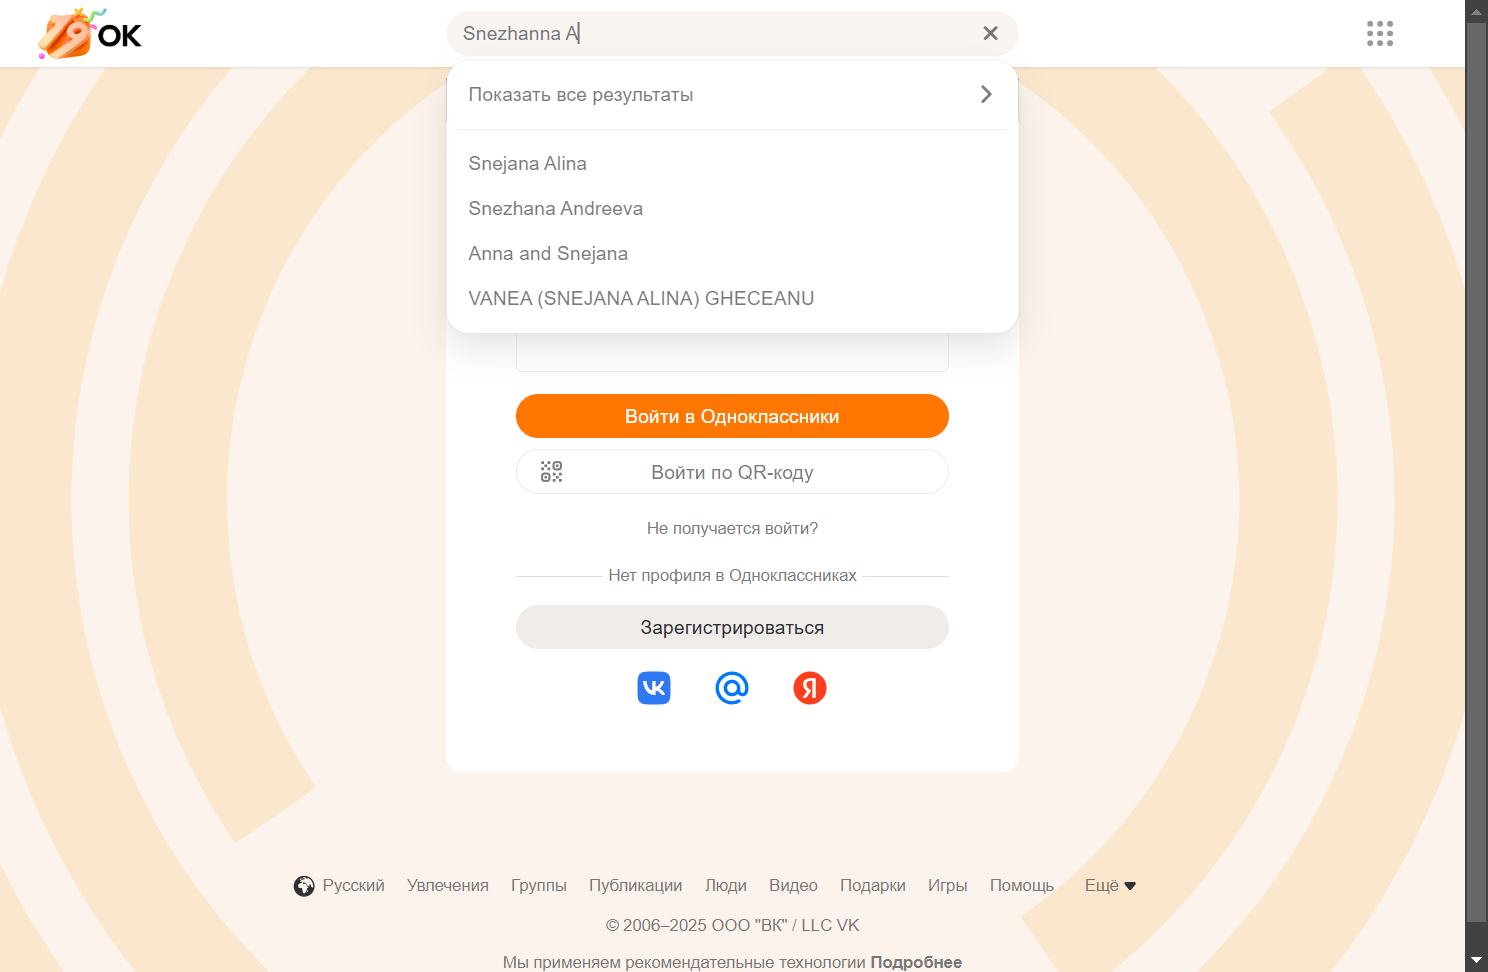 19 OK
Snezhanna A
Показать все результаты
Snejana Alina
Snezhana Andreeva
Anna and Snejana
VANEA (SNEJANA ALINA) GHECEANU
Войти в Одноклассники
Войти по QR-коду
Не получается войти?
Нет профиля в Одноклассниках
Зарегистрироваться
Русский Увлечения Группы Публикации Люди Видео Подарки Игры Помощь Ещё
© 2006–2025 ООО "ВК" / LLC VK
Мы применяем рекомендательные технологии Подробнее